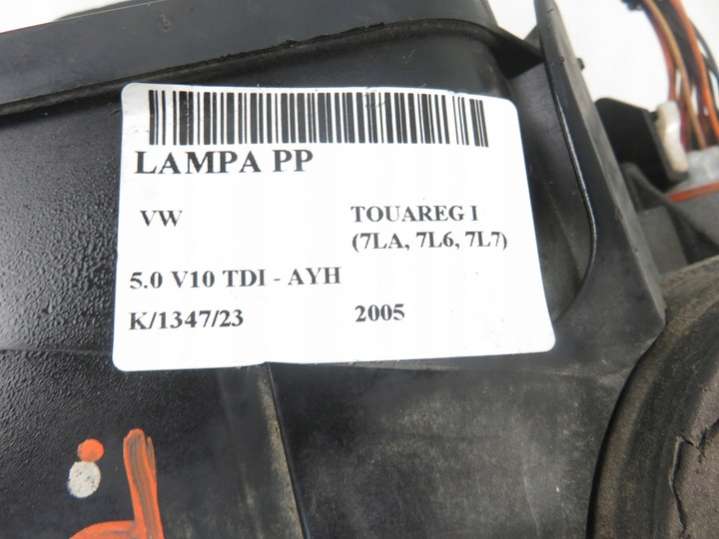 LAMPA PP
VW TOUAREG I
(7LA, 7L6, 7L7)
5.0 V10 TDI - AYH
K/1347/23 2005